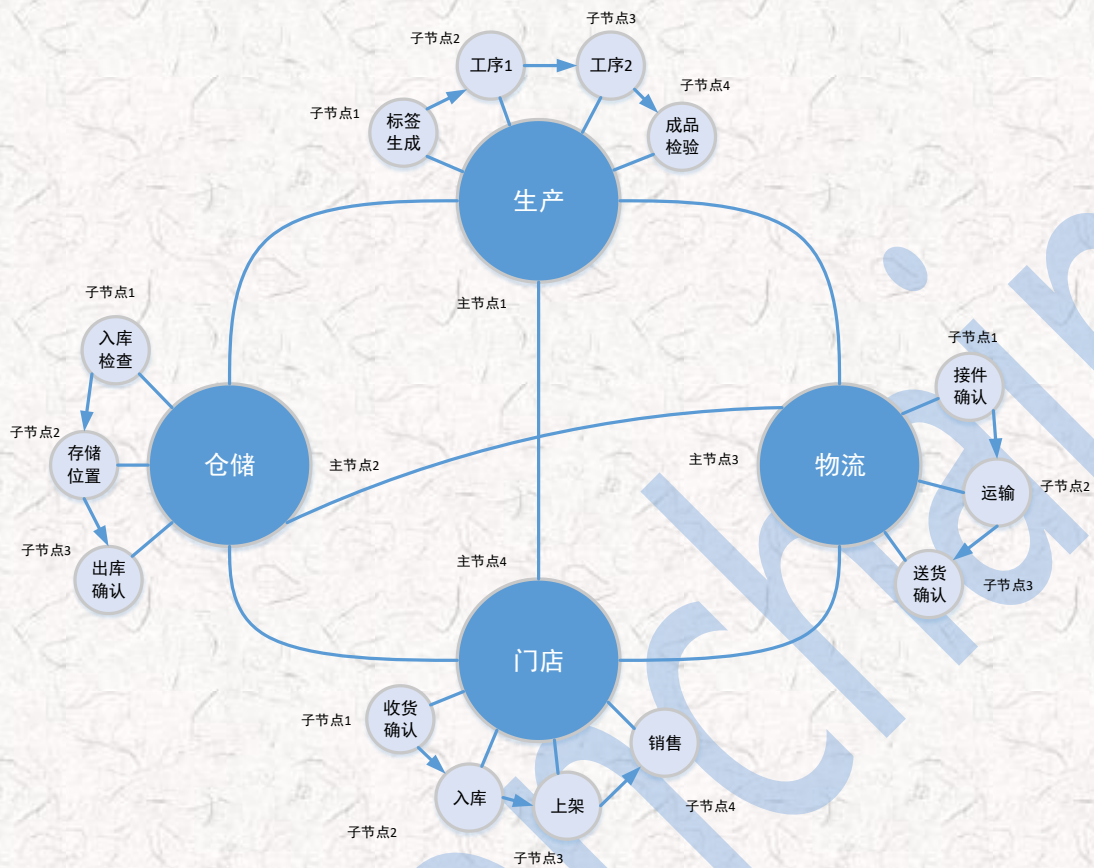 子节点3
子节点2
工序1
工序2
子节点4
子节点1
标签
生成
成品
检验
生产
主节点1
子节点1
入库
检查
子节点2
存储
位置
仓储
主节点2
子节点3
出库
确认
子节点1
接件
确认
主节点3
物流
运输
子节点2
送货
确认
子节点3
主节点4
门店
收货
确认
子节点1
销售
入库
上架
子节点4
子节点2
子节点3